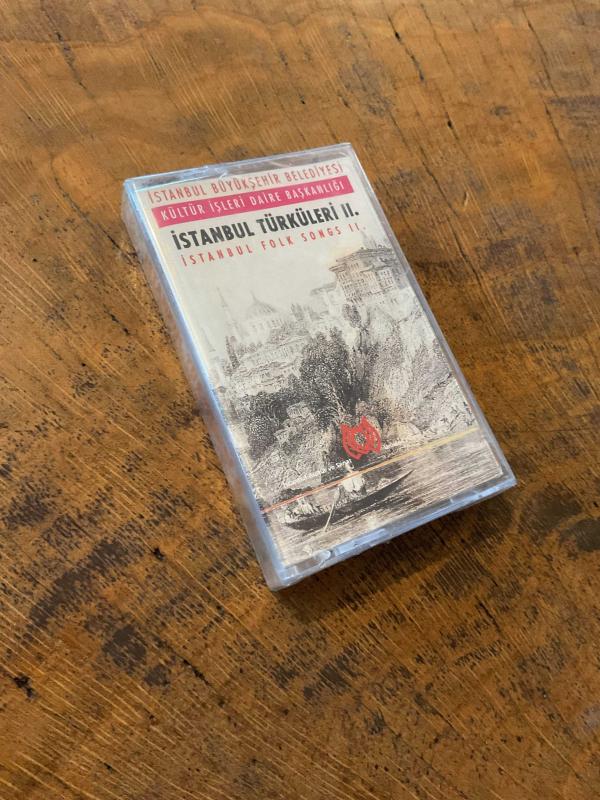 İSTANBUL BÜYÜKŞEHİR BELEDİYESİ
KÜLTÜR İŞLERİ DAİRE BAŞKANLIĞI
İSTANBUL TÜRKÜLERİ II.
İSTANBUL FOLK SONGS II.